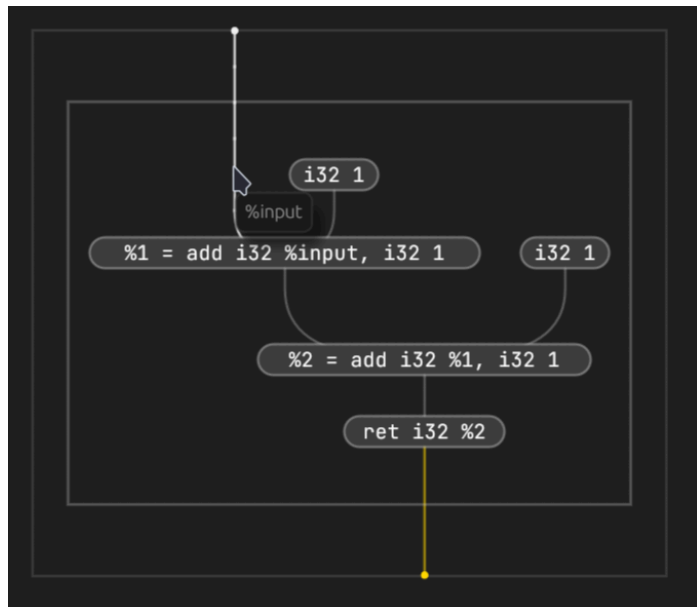 i32 1
%input
%1 = add i32 %input, i32 1
i32 1
%2 = add i32 %1, i32 1
ret i32 %2